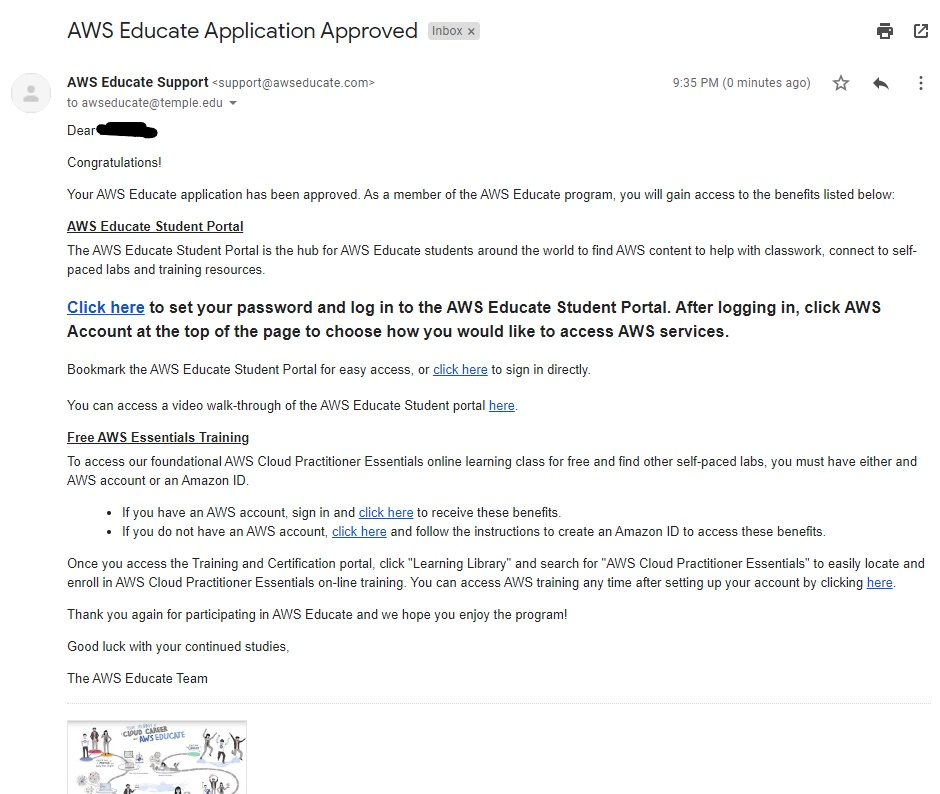 AWS Educate Application Approved Inbox ×
AWS Educate Support <support@awseducate.com> 9:35 PM (0 minutes ago)
to awseducate@temple.edu
Dear
Congratulations!
Your AWS Educate application has been approved. As a member of the AWS Educate program, you will gain access to the benefits listed below:
AWS Educate Student Portal
The AWS Educate Student Portal is the hub for AWS Educate students around the world to find AWS content to help with classwork, connect to self-
paced labs and training resources.
Click here to set your password and log in to the AWS Educate Student Portal. After logging in, click AWS
Account at the top of the page to choose how you would like to access AWS services.
Bookmark the AWS Educate Student Portal for easy access, or click here to sign in directly.
You can access a video walk-through of the AWS Educate Student portal here.
Free AWS Essentials Training
To access our foundational AWS Cloud Practitioner Essentials online learning class for free and find other self-paced labs, you must have either and
AWS account or an Amazon ID.
• If you have an AWS account, sign in and click here to receive these benefits.
• If you do not have an AWS account, click here and follow the instructions to create an Amazon ID to access these benefits.
Once you access the Training and Certification portal, click "Learning Library" and search for "AWS Cloud Practitioner Essentials" to easily locate and
enroll in AWS Cloud Practitioner Essentials on-line training. You can access AWS training any time after setting up your account by clicking here.
Thank you again for participating in AWS Educate and we hope you enjoy the program!
Good luck with your continued studies,
The AWS Educate Team
CLOUD CAREER
AWS EDUCATE